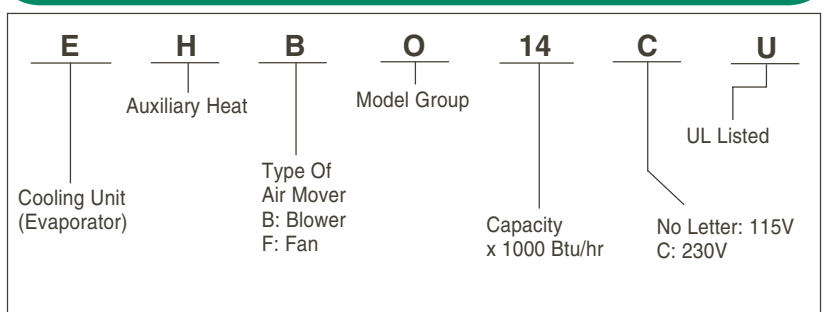 E H B O 14 C U
Auxiliary Heat
Model Group
UL Listed
Cooling Unit
(Evaporator)
Type Of
Air Mover
B: Blower
F: Fan
Capacity
x 1000 Btu/hr
No Letter: 115V
C: 230V